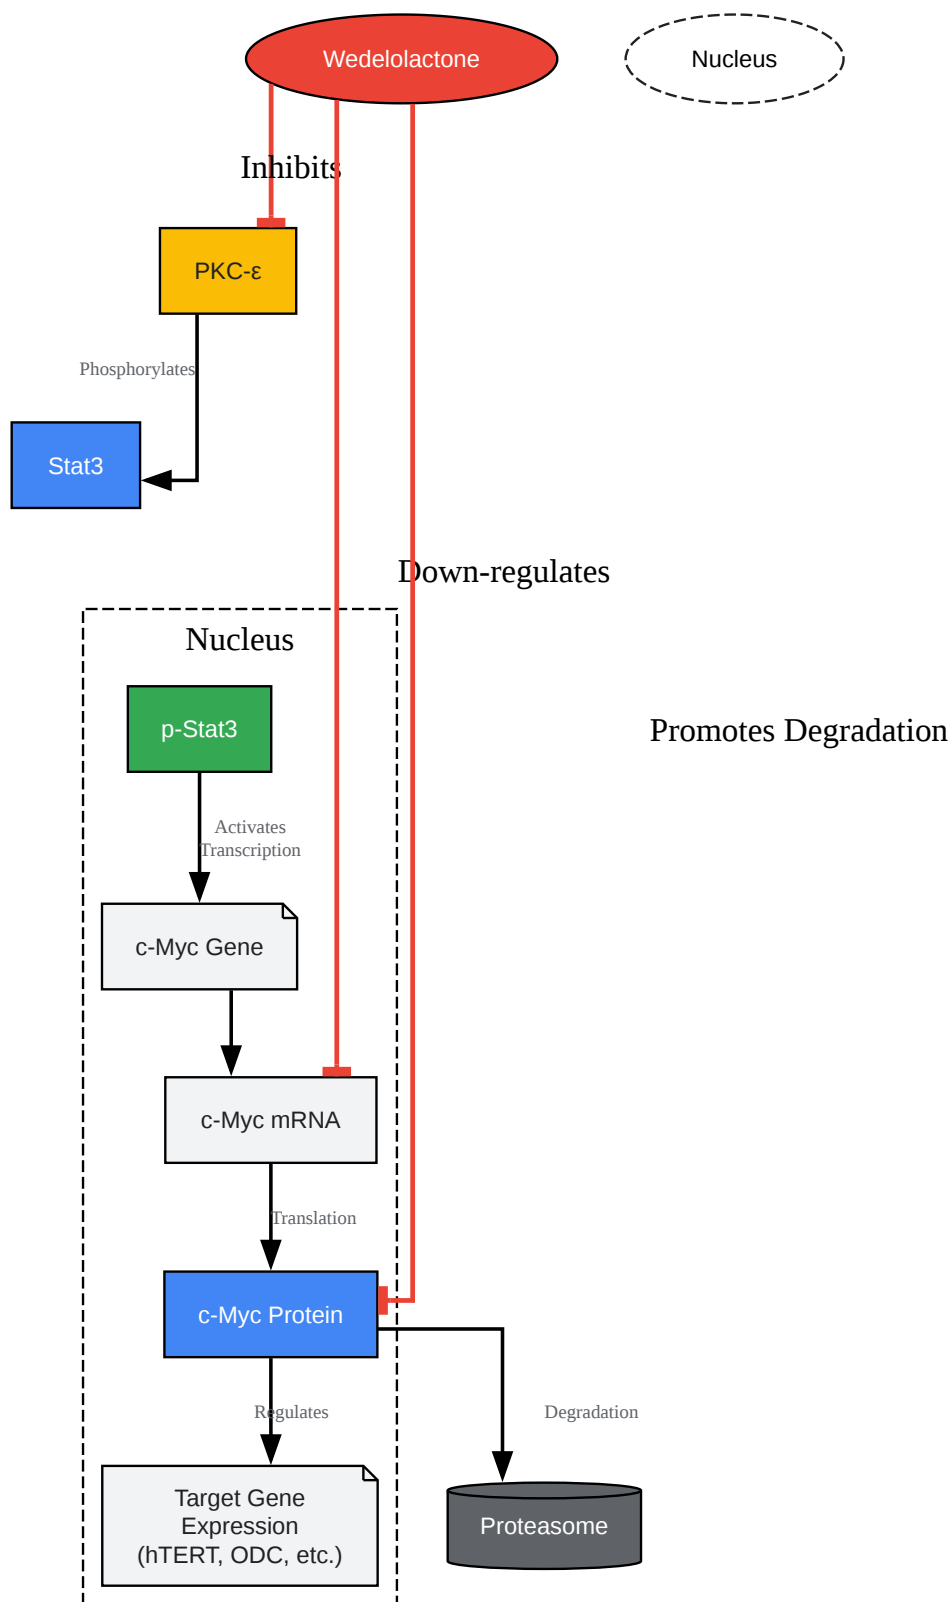 Wedelolactone
Nucleus
Inhibits
PKC-ε
Phosphorylates
Stat3
Down-regulates
Nucleus
p-Stat3
Promotes Degradation
Activates
Transcription
c-Myc Gene
c-Myc mRNA
Translation
c-Myc Protein
Regulates
Degradation
Target Gene
Expression
(hTERT, ODC, etc.)
Proteasome